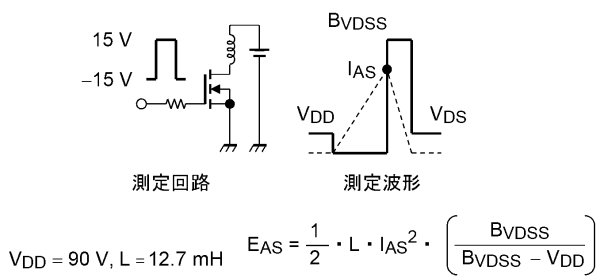 15 V
−15 V
測定回路
BVDSS
IAS
VDD
VDS
測定波形
VDD = 90 V, L = 12.7 mH
EAS = 1/2 ・ L ・ IAS² ・ (BVDSS / (BVDSS − VDD))